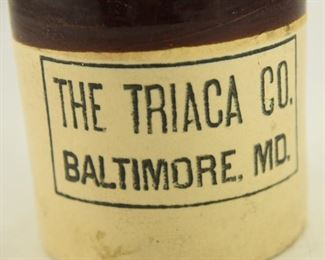 THE TRIACA CO.
BALTIMORE, MD.